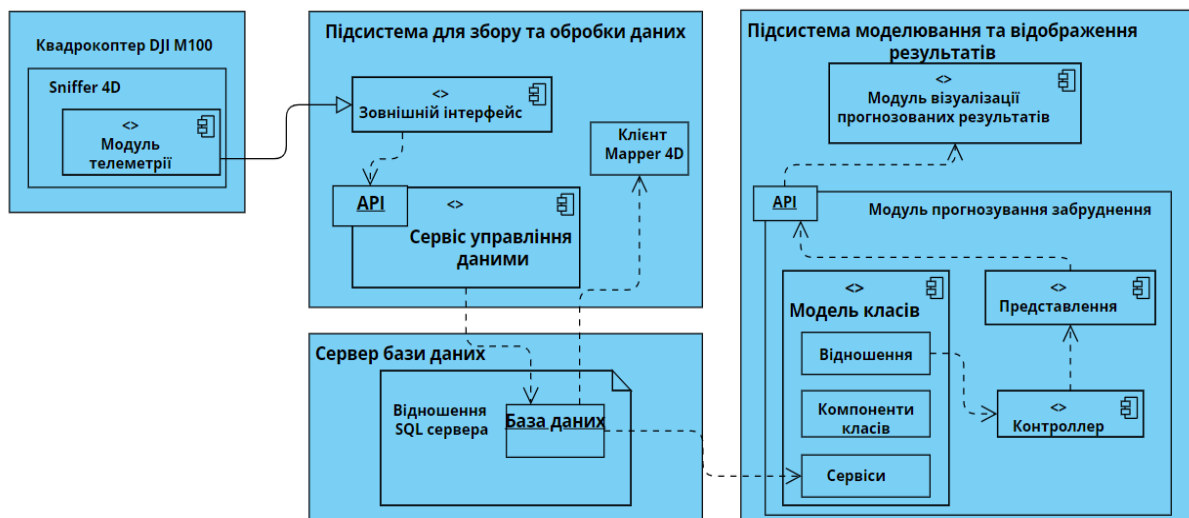 Квадрокоптер DJI M100
Sniffer 4D
<>
Модуль
телеметрії
Підсистема для збору та обробки даних
<>
Зовнішній інтерфейс
Клієнт
Mapper 4D
API
<>
Сервіс управління
даними
Сервер бази даних
Відношення
SQL сервера
База даних
Підсистема моделювання та відображення
результатів
<>
Модуль візуалізації
прогнозованих результатів
API
Модуль прогнозування забруднення
<>
Модель класів
Відношення
Компоненти
класів
Сервіси
<>
Представлення
<>
Контроллер